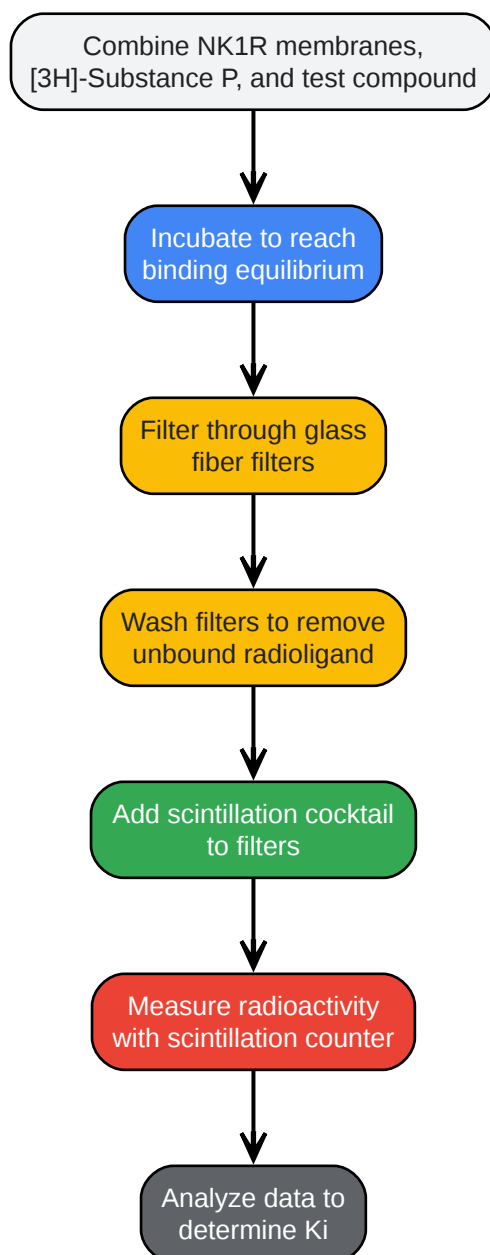 Combine NK1R membranes,
[3H]-Substance P, and test compound
Incubate to reach
binding equilibrium
Filter through glass
fiber filters
Wash filters to remove
unbound radioligand
Add scintillation cocktail
to filters
Measure radioactivity
with scintillation counter
Analyze data to
determine Ki